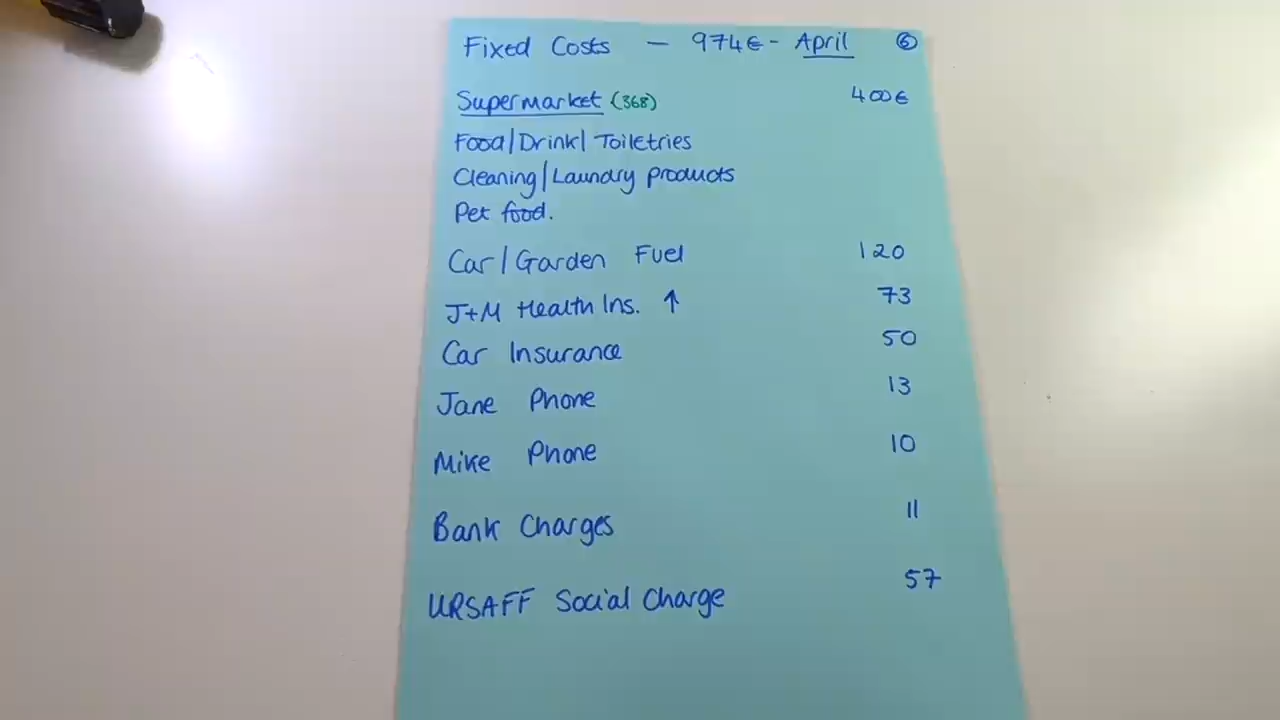 Fixed Costs — 974€ - April ⑥
Supermarket (368) 400€
Food/Drink/Toiletries
Cleaning/Laundry products
Pet food.
Car/Garden Fuel 120
J+M Health Ins. ↑ 73
Car Insurance 50
Jane Phone 13
Mike Phone 10
Bank Charges 11
URSAFF Social Charge 57